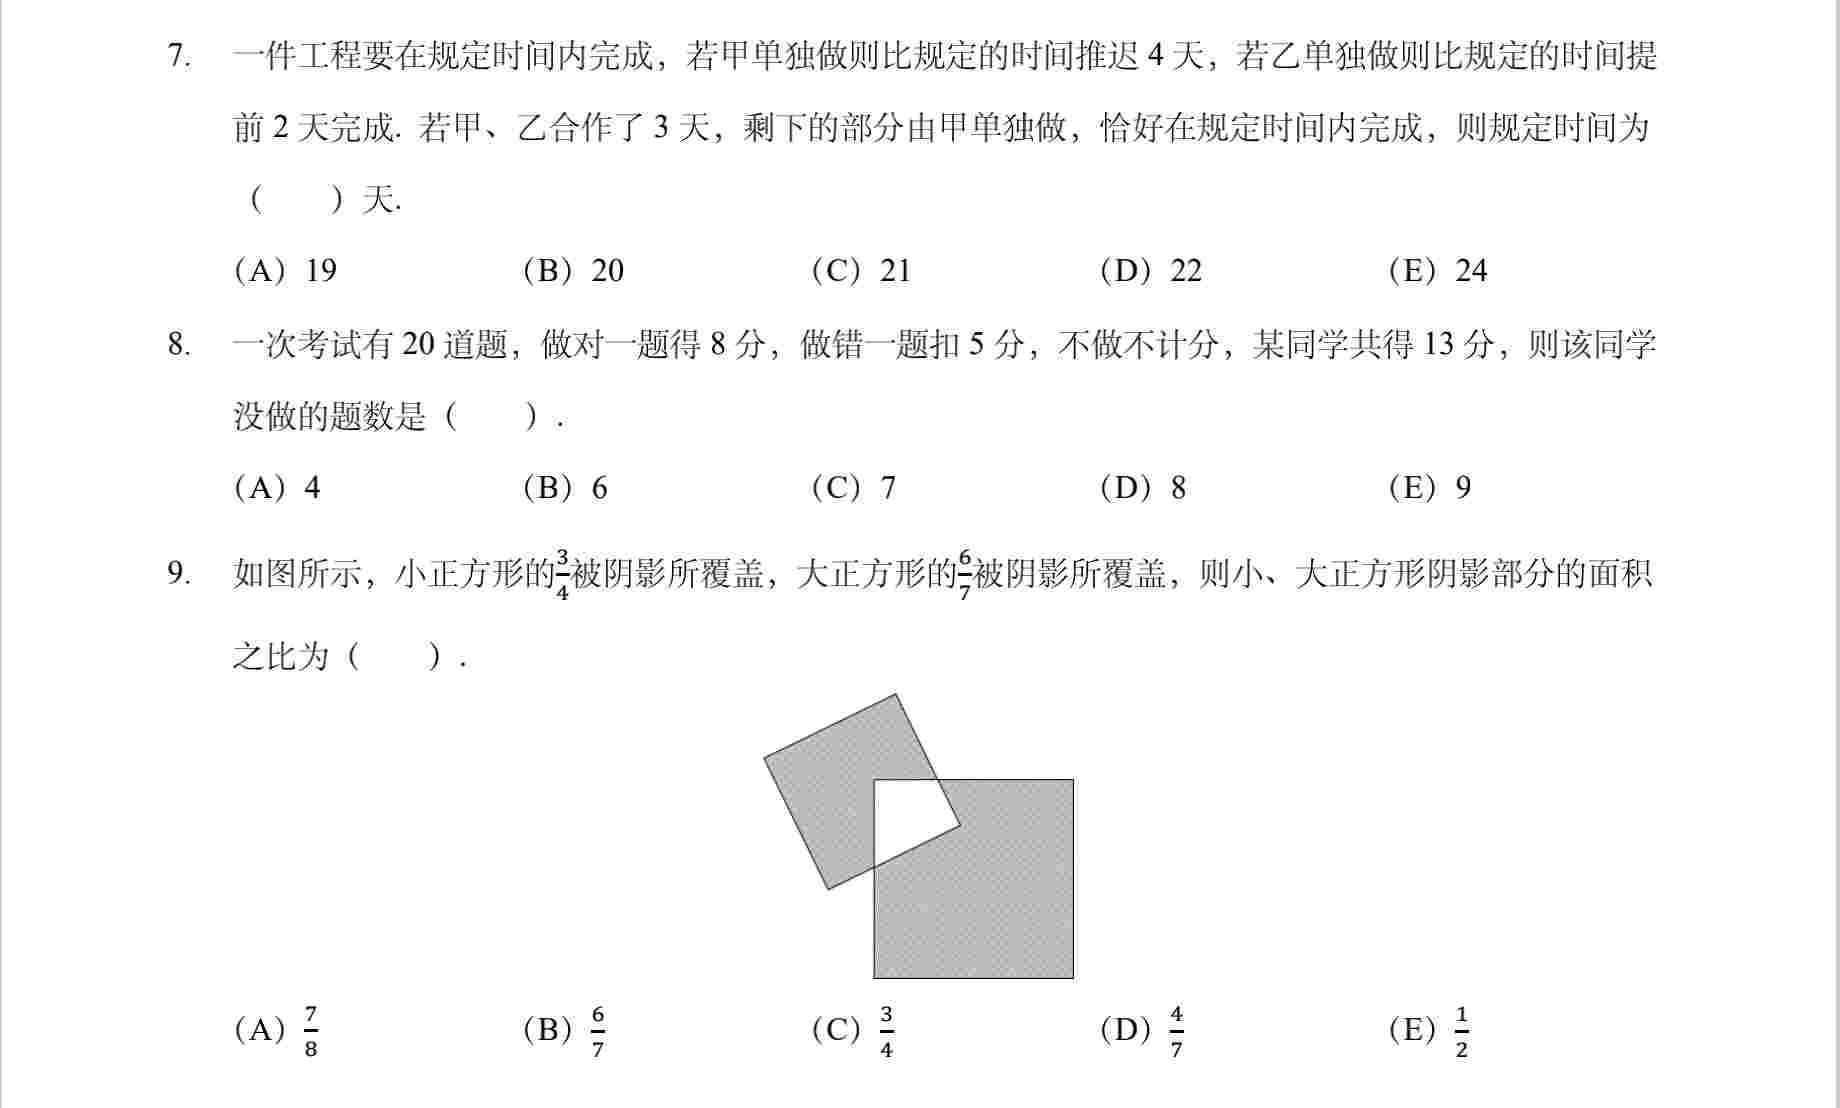 7. 一件工程要在规定时间内完成，若甲单独做则比规定的时间推迟 4 天，若乙单独做则比规定的时间提
前 2 天完成. 若甲、乙合作了 3 天，剩下的部分由甲单独做，恰好在规定时间内完成，则规定时间为
（  ）天.
（A）19 （B）20 （C）21 （D）22 （E）24
8. 一次考试有 20 道题，做对一题得 8 分，做错一题扣 5 分，不做不计分，某同学共得 13 分，则该同学
没做的题数是（  ）.
（A）4 （B）6 （C）7 （D）8 （E）9
9. 如图所示，小正方形的3/4被阴影所覆盖，大正方形的6/7被阴影所覆盖，则小、大正方形阴影部分的面积
之比为（  ）.
（A）7/8 （B）6/7 （C）3/4 （D）4/7 （E）1/2